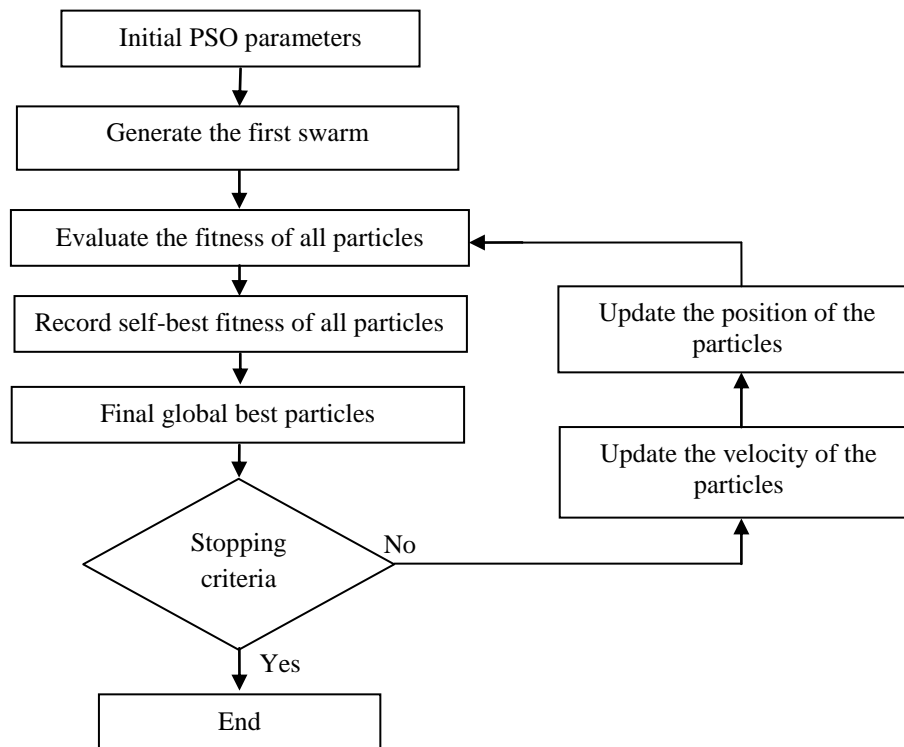 Initial PSO parameters
Generate the first swarm
Evaluate the fitness of all particles
Record self-best fitness of all particles
Final global best particles
Stopping
criteria
No
Yes
End
Update the position of the
particles
Update the velocity of the
particles